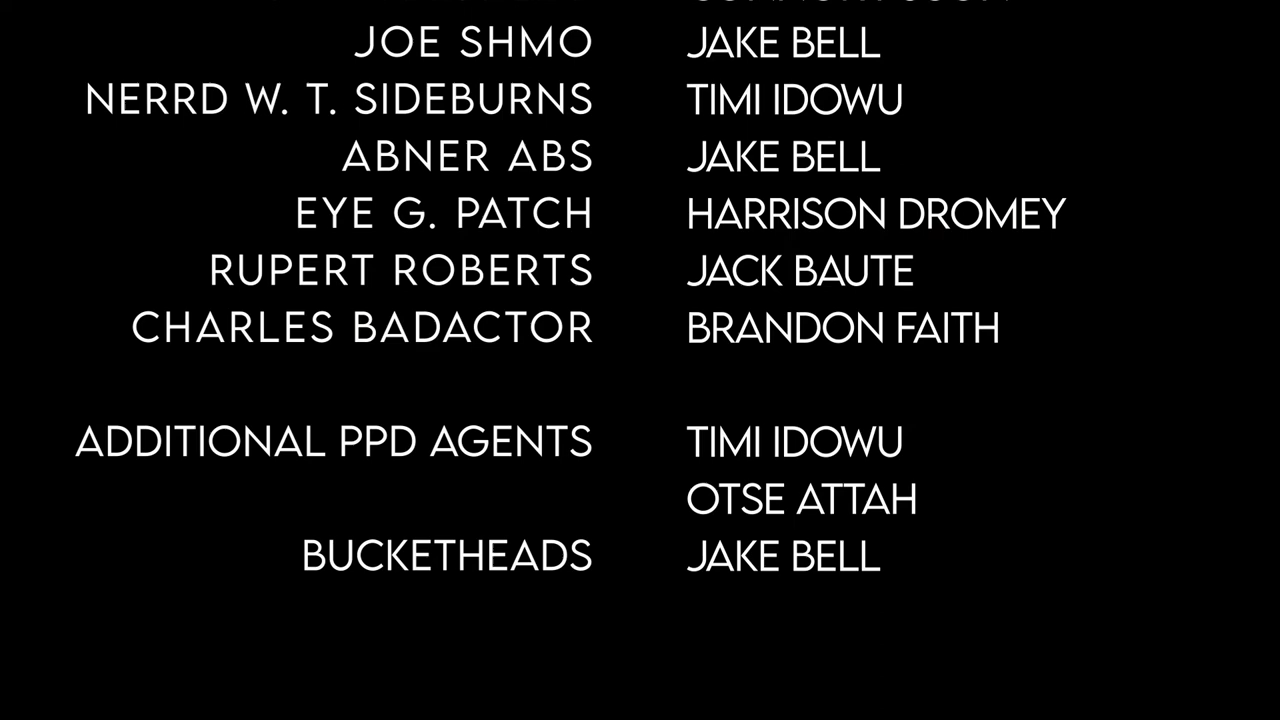 JOE SHMO JAKE BELL
NERRD W. T. SIDEBURNS TIMI IDOWU
ABNER ABS JAKE BELL
EYE G. PATCH HARRISON DROMEY
RUPERT ROBERTS JACK BAUTE
CHARLES BADACTOR BRANDON FAITH
ADDITIONAL PPD AGENTS TIMI IDOWU
OTSE ATTAH
BUCKETHEADS JAKE BELL